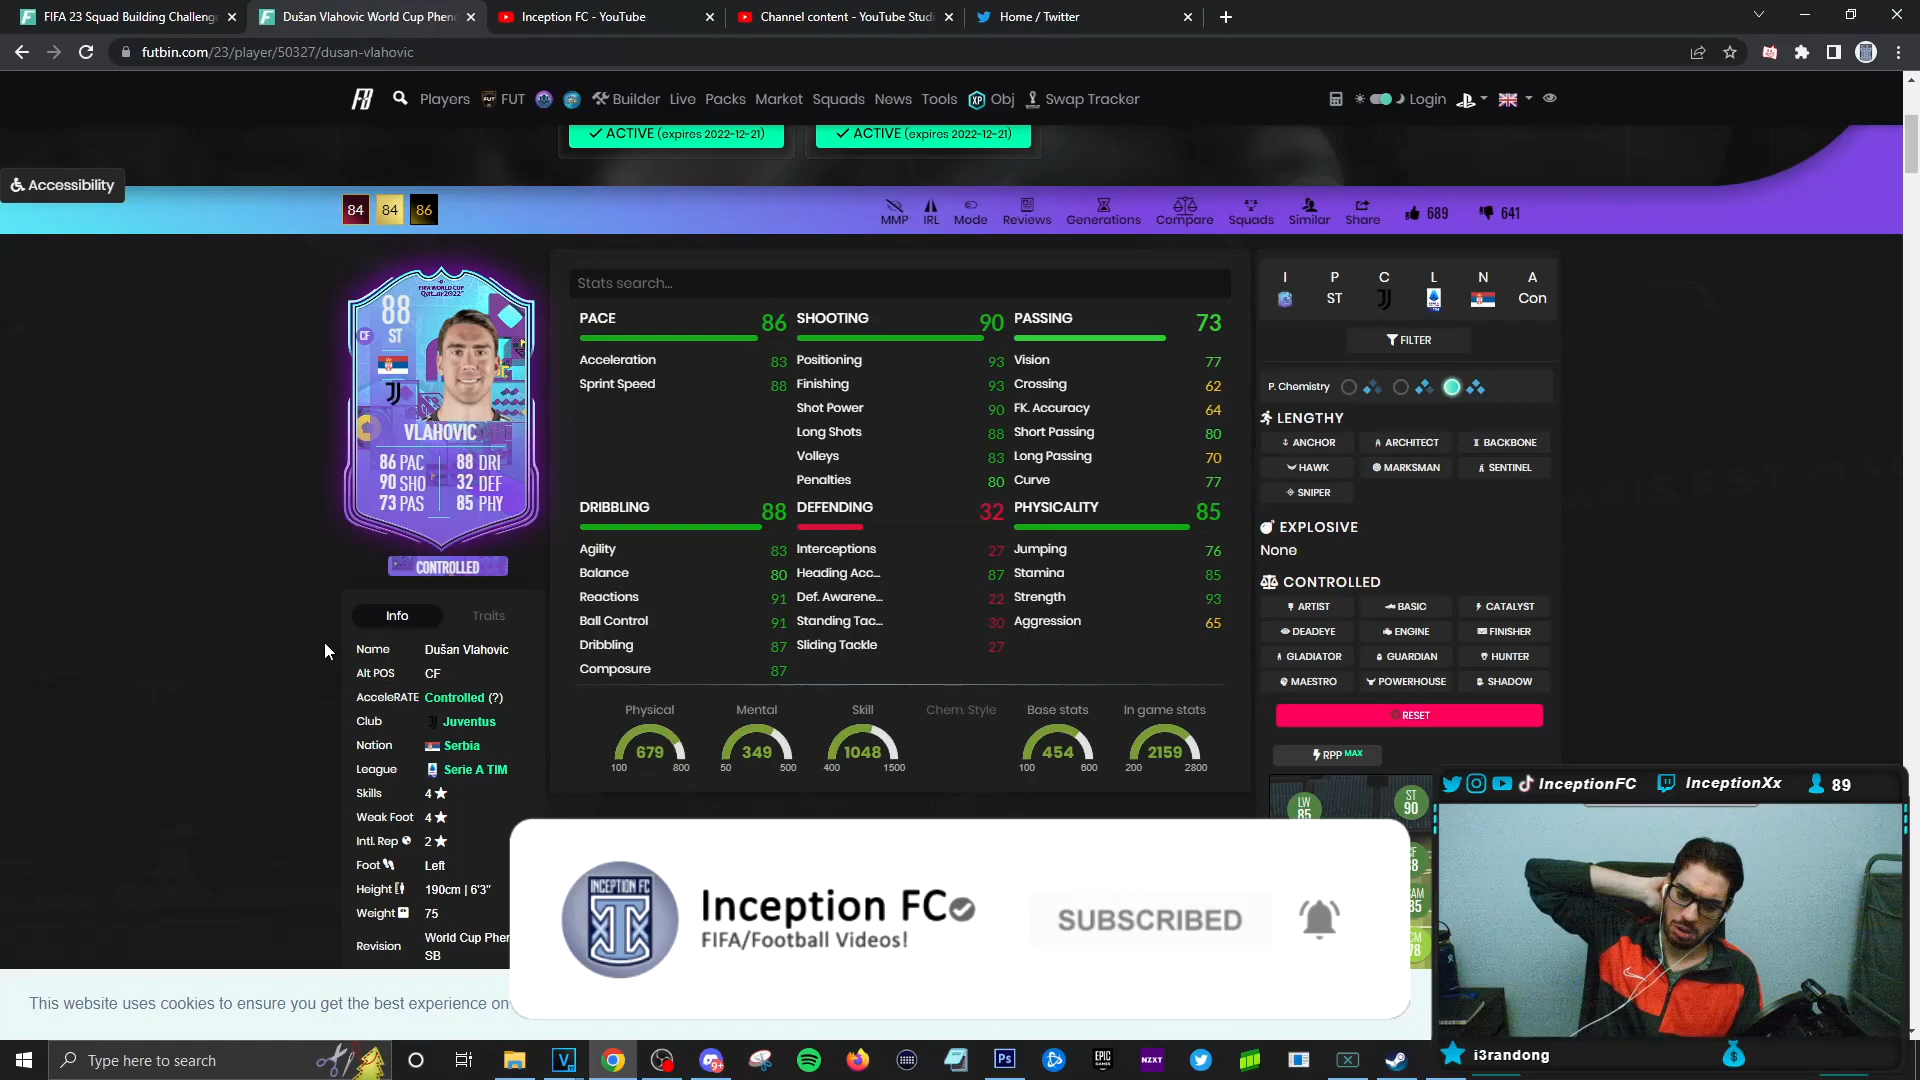 FIFA 23 Squad Building Challeng
Dušan Vlahovic World Cup Phen
Inception FC - YouTube
Channel content - YouTube Studi
Home / Twitter
futbin.com/23/player/50327/dusan-vlahovic
Players
FUT
Builder
Live
Packs
Market
Squads
News
Tools
XP Obj
Swap Tracker
Login
ACTIVE (expires 2022-12-21)
ACTIVE (expires 2022-12-21)
Accessibility
84 84 86
MMP
IRL
Mode
Reviews
Generations
Compare
Squads
Similar
Share
689
641
FIFA WORLD CUP
Qatar2022
88
ST
CF
VLAHOVIC
86 PAC 88 DRI
90 SHO 32 DEF
73 PAS 85 PHY
CONTROLLED
Stats search...
PACE 86
Acceleration 83
Sprint Speed 88
SHOOTING 90
Positioning 93
Finishing 93
Shot Power 90
Long Shots 88
Volleys 83
Penalties 80
PASSING 73
Vision 77
Crossing 62
FK. Accuracy 64
Short Passing 80
Long Passing 70
Curve 77
DRIBBLING 88
Agility 83
Balance 80
Reactions 91
Ball Control 91
Dribbling 87
Composure 87
DEFENDING 32
Interceptions 27
Heading Acc... 87
Def. Awarene... 22
Standing Tac... 30
Sliding Tackle 27
PHYSICALITY 85
Jumping 76
Stamina 85
Strength 93
Aggression 65
Physical
679
100 800
Mental
349
50 500
Skill
1048
400 1500
Chem. Style
Base stats
454
100 600
In game stats
2159
200 2800
I P C L N A
ST Con
FILTER
P. Chemistry
LENGTHY
ANCHOR ARCHITECT BACKBONE
HAWK MARKSMAN SENTINEL
SNIPER
EXPLOSIVE
None
CONTROLLED
ARTIST BASIC CATALYST
DEADEYE ENGINE FINISHER
GLADIATOR GUARDIAN HUNTER
MAESTRO POWERHOUSE SHADOW
RESET
RPP MAX
LW
85
ST
90
Info
Traits
Name Dušan Vlahovic
Alt POS CF
AcceleRATE Controlled (?)
Club Juventus
Nation Serbia
League Serie A TIM
Skills 4
Weak Foot 4
Intl. Rep 2
Foot Left
Height 190cm | 6'3"
Weight 75
Revision World Cup Phen
SB
INCEPTION FC
Inception FC
FIFA/Football Videos!
SUBSCRIBED
InceptionFC
InceptionXx
89
i3randong
This website uses cookies to ensure you get the best experience on
Type here to search